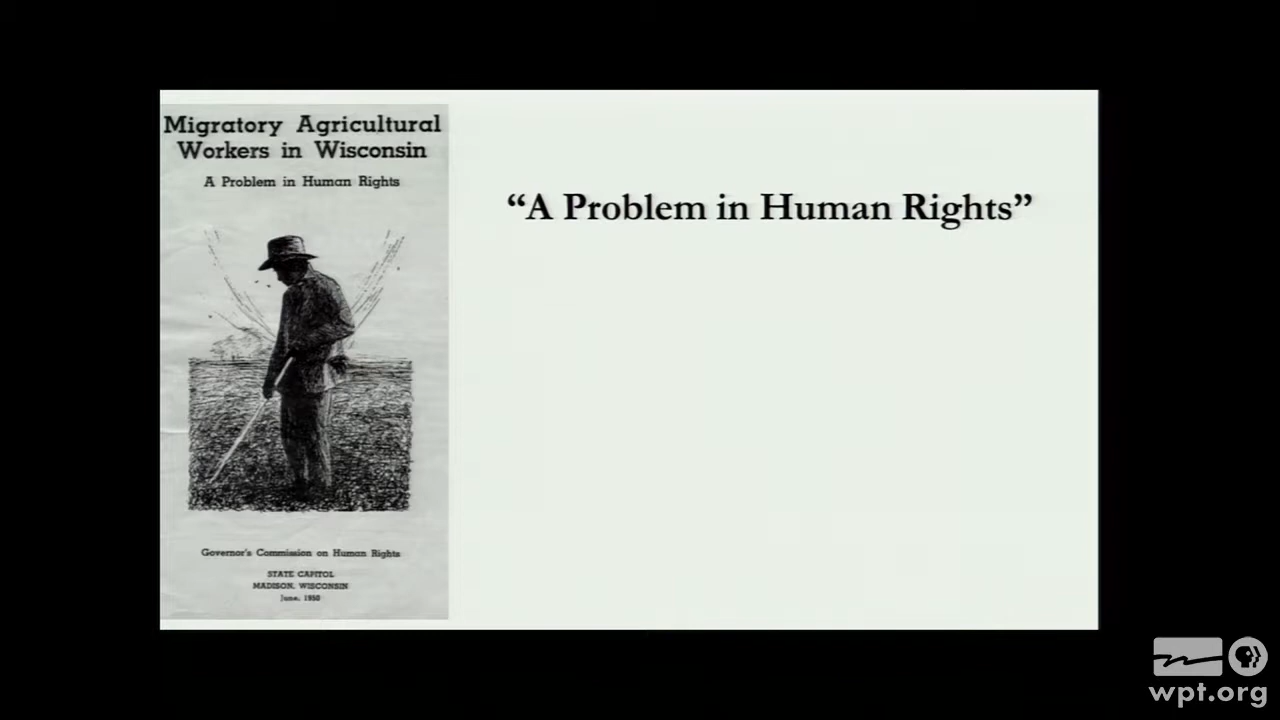 Migratory Agricultural
Workers in Wisconsin
A Problem in Human Rights
Governor's Commission on Human Rights
STATE CAPITOL
MADISON, WISCONSIN
June, 1950
“A Problem in Human Rights”
wpt.org